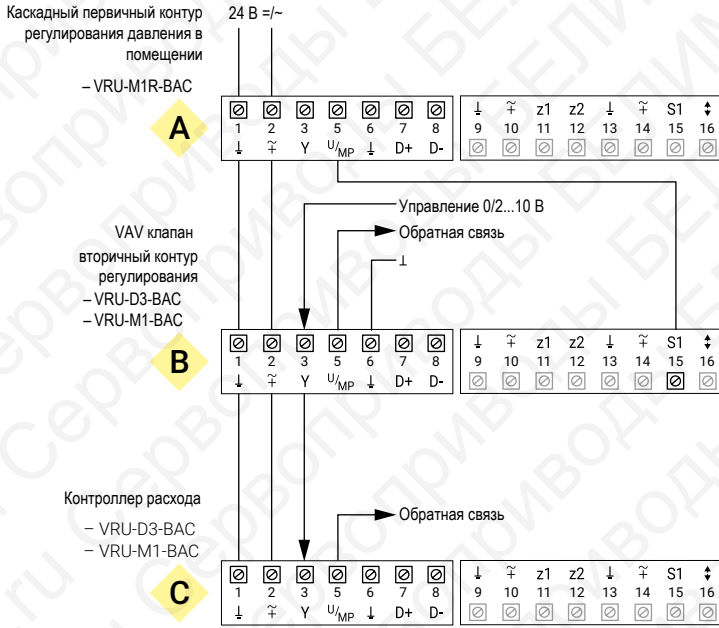 Каскадный первичный контур
регулирования давления в
помещении
– VRU-M1R-BAC
24 В =/~
A
1 2 3 5 6 7 8
⏚ ~̅ Y U/MP ⏚ D+ D-
⏚ ~̅ z1 z2 ⏚ ~̅ S1 ⬍
9 10 11 12 13 14 15 16
Управление 0/2...10 В
Обратная связь
⏚
VAV клапан
вторичный контур
регулирования
– VRU-D3-BAC
– VRU-M1-BAC
B
1 2 3 5 6 7 8
⏚ ~̅ Y U/MP ⏚ D+ D-
⏚ ~̅ z1 z2 ⏚ ~̅ S1 ⬍
9 10 11 12 13 14 15 16
Обратная связь
Контроллер расхода
– VRU-D3-BAC
– VRU-M1-BAC
C
1 2 3 5 6 7 8
⏚ ~̅ Y U/MP ⏚ D+ D-
⏚ ~̅ z1 z2 ⏚ ~̅ S1 ⬍
9 10 11 12 13 14 15 16